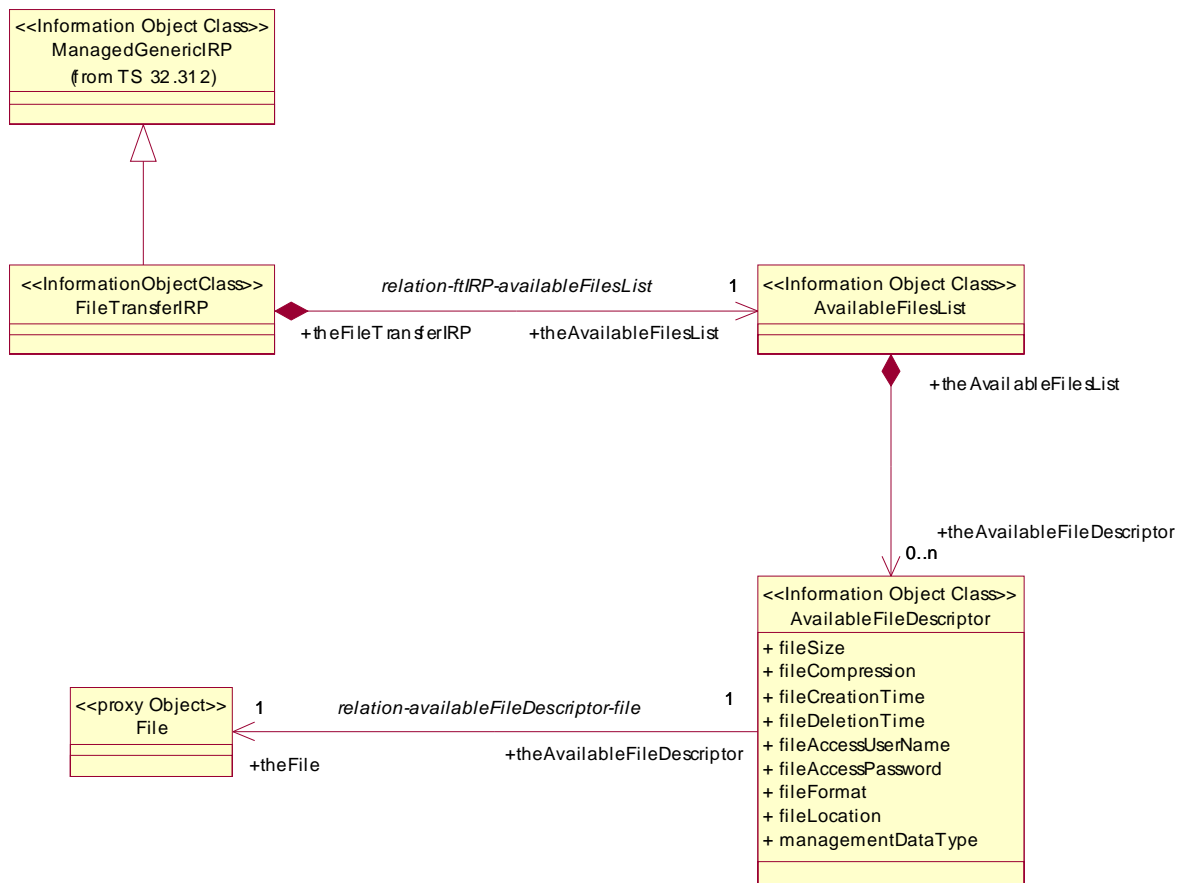 <<Information Object Class>>
ManagedGenericIRP
(from TS 32.312)
<<InformationObjectClass>>
FileTransferIRP
relation-ftIRP-availableFilesList
1
+theFileTransferIRP
+theAvailableFilesList
<<Information Object Class>>
AvailableFilesList
+theAvailableFilesList
+theAvailableFileDescriptor
0..n
<<Information Object Class>>
AvailableFileDescriptor
+ fileSize
+ fileCompression
+ fileCreationTime
+ fileDeletionTime
+ fileAccessUserName
+ fileAccessPassword
+ fileFormat
+ fileLocation
+ managementDataType
<<proxy Object>>
File
1
relation-availableFileDescriptor-file
1
+theFile
+theAvailableFileDescriptor